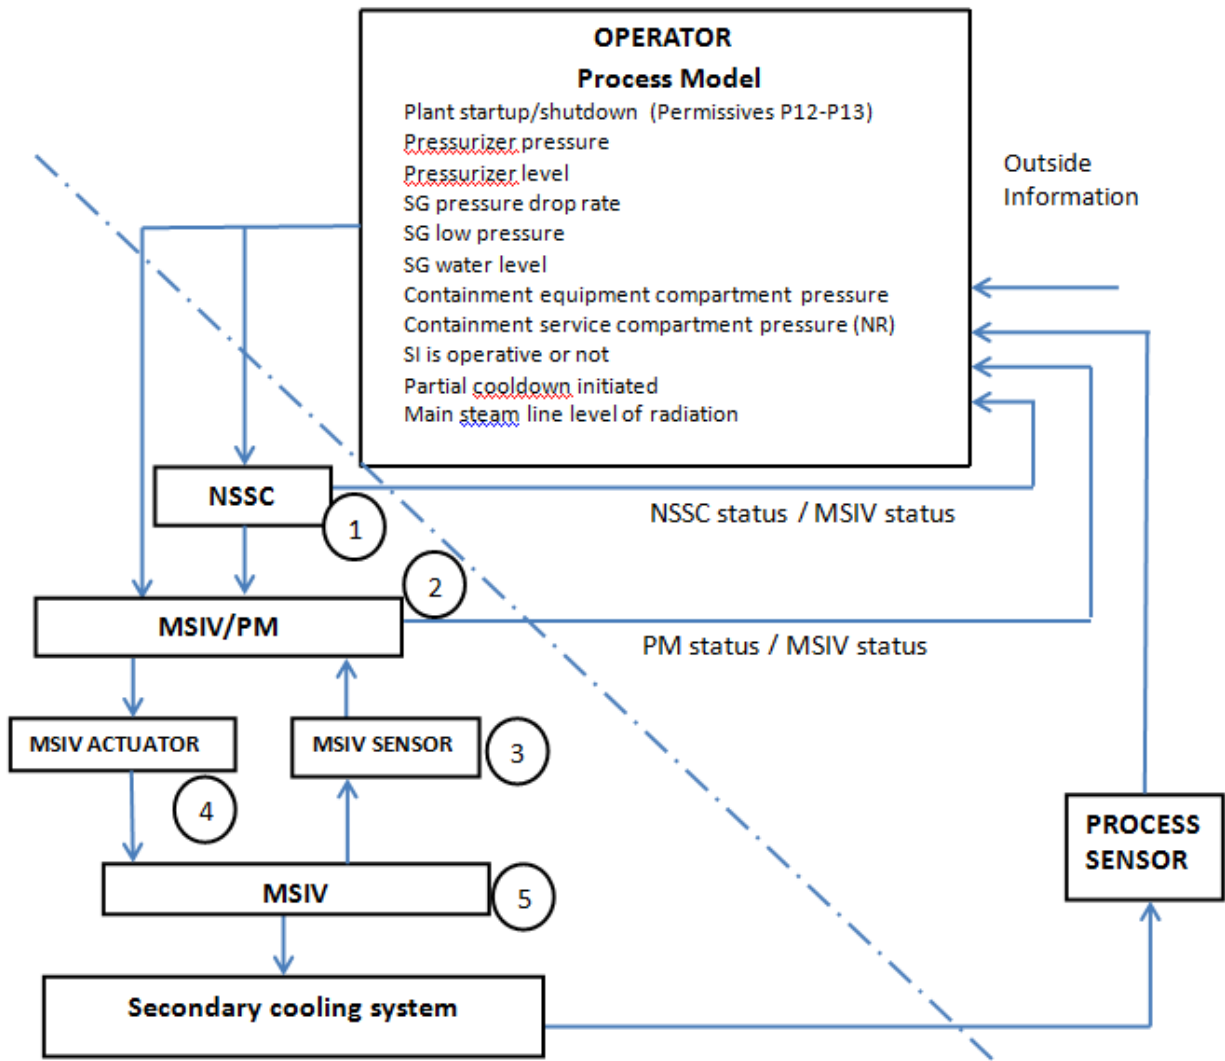 OPERATOR
Process Model
Plant startup/shutdown (Permissives P12-P13)
Pressurizer pressure
Pressurizer level
SG pressure drop rate
SG low pressure
SG water level
Containment equipment compartment pressure
Containment service compartment pressure (NR)
SI is operative or not
Partial cooldown initiated
Main steam line level of radiation
Outside
Information
NSSC
1
NSSC status / MSIV status
2
MSIV/PM
PM status / MSIV status
MSIV ACTUATOR
MSIV SENSOR
3
4
PROCESS
SENSOR
MSIV
5
Secondary cooling system